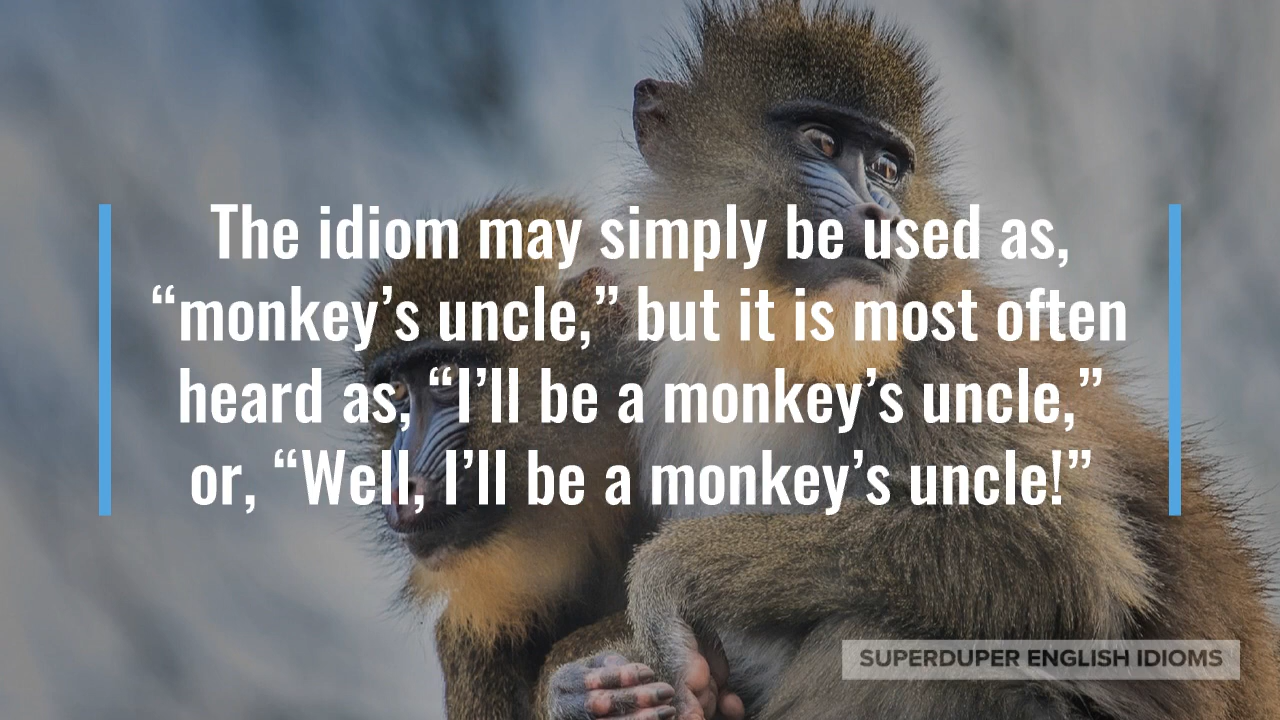 The idiom may simply be used as,
“monkey’s uncle,” but it is most often
heard as, “I’ll be a monkey’s uncle,”
or, “Well, I’ll be a monkey’s uncle!”
SUPERDUPER ENGLISH IDIOMS